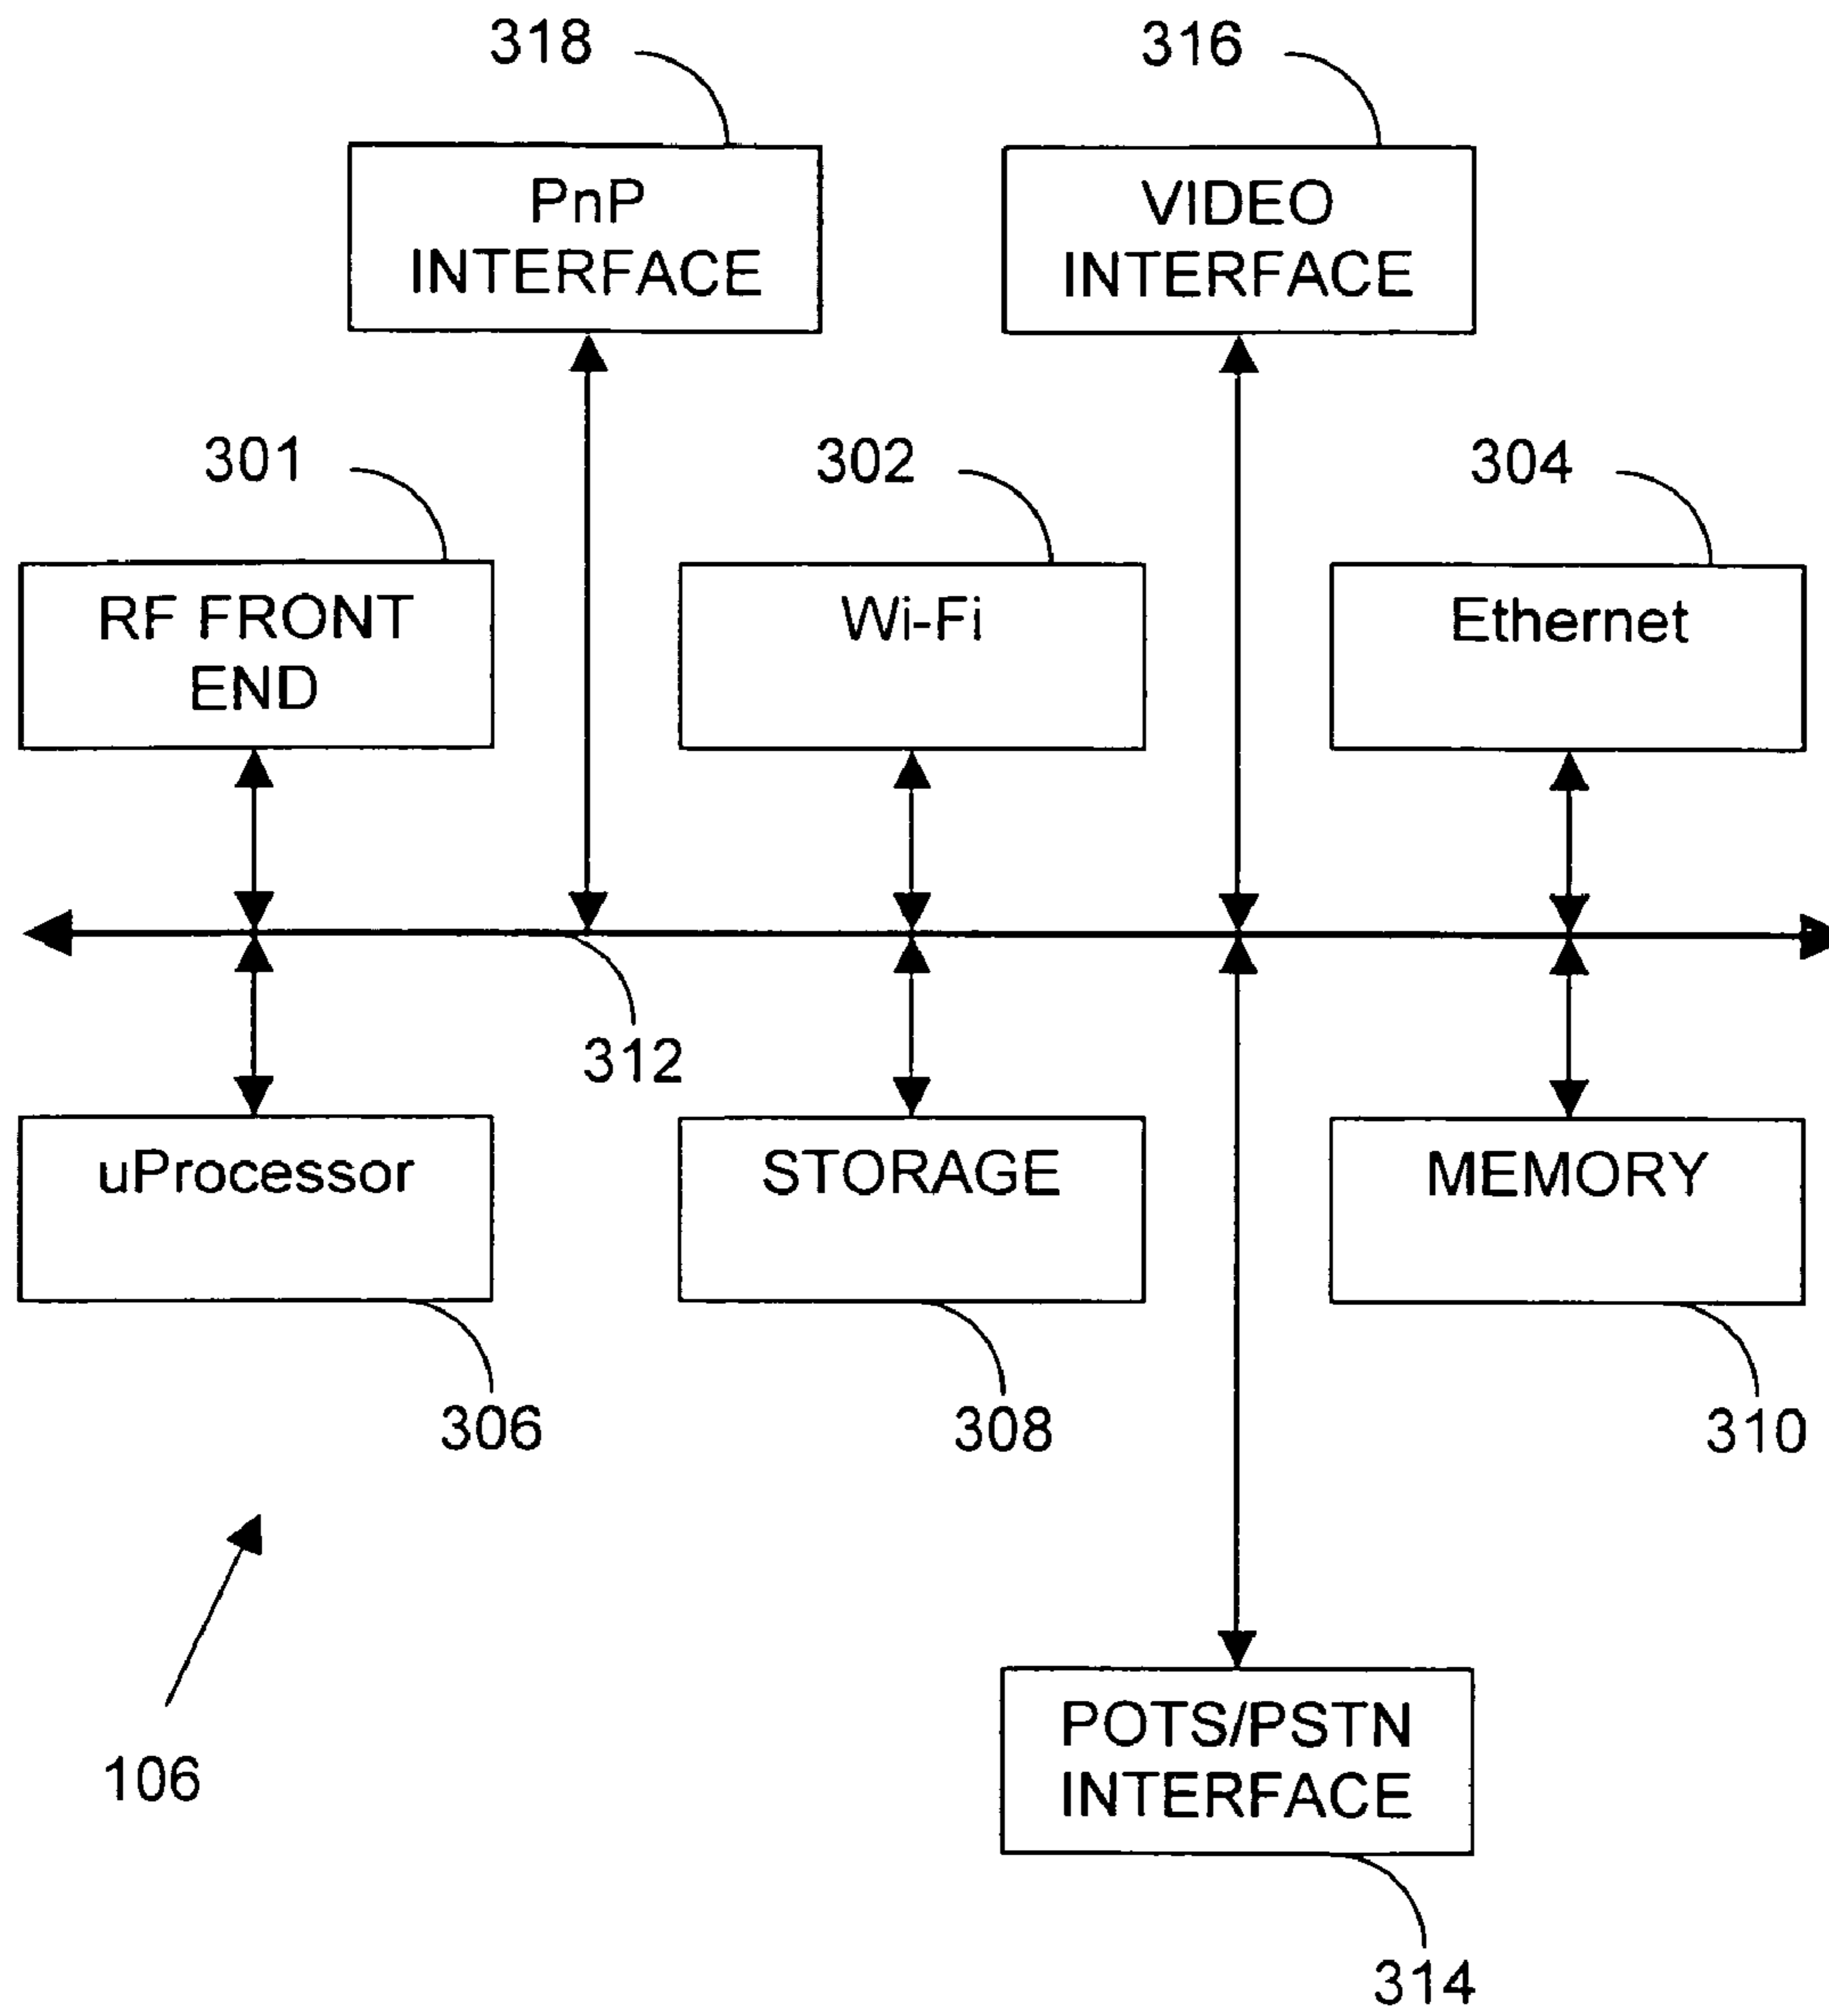 318
316
PnP
INTERFACE
VIDEO
INTERFACE
301
302
304
RF FRONT
END
Wi-Fi
Ethernet
312
uProcessor
STORAGE
MEMORY
306
308
310
106
POTS/PSTN
INTERFACE
314